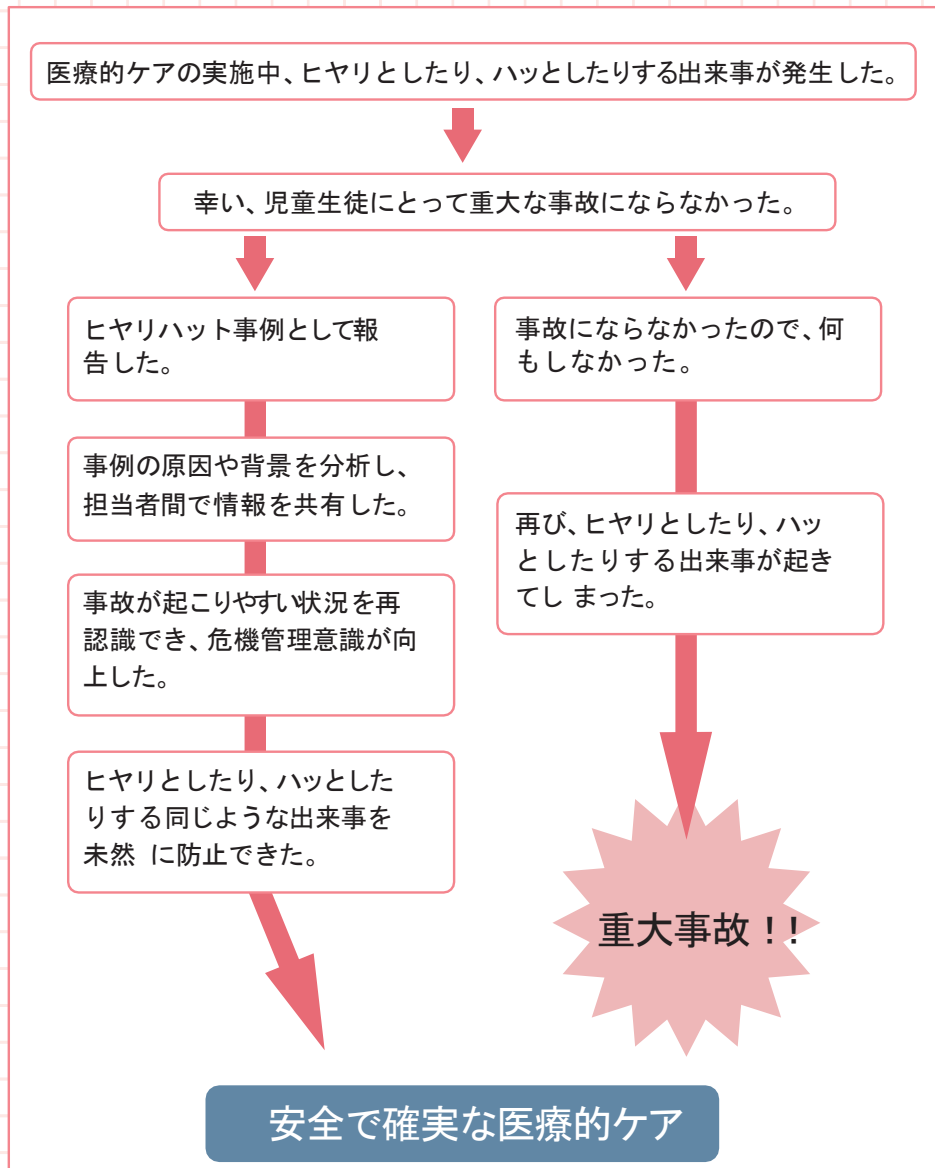 医療的ケアの実施中、ヒヤリとしたり、ハッとしたりする出来事が発生した。
幸い、児童生徒にとって重大な事故にならなかった。
ヒヤリハット事例として報
告した。
事例の原因や背景を分析し、
担当者間で情報を共有した。
事故が起こりやすい状況を再
認識でき、危機管理意識が向
上した。
ヒヤリとしたり、ハッとした
りする同じような出来事を
未然 に防止できた。
事故にならなかったので、何
もしなかった。
再び、ヒヤリとしたり、ハッ
としたりする出来事が起き
てし まった。
重大事故！！
安全で確実な医療的ケア